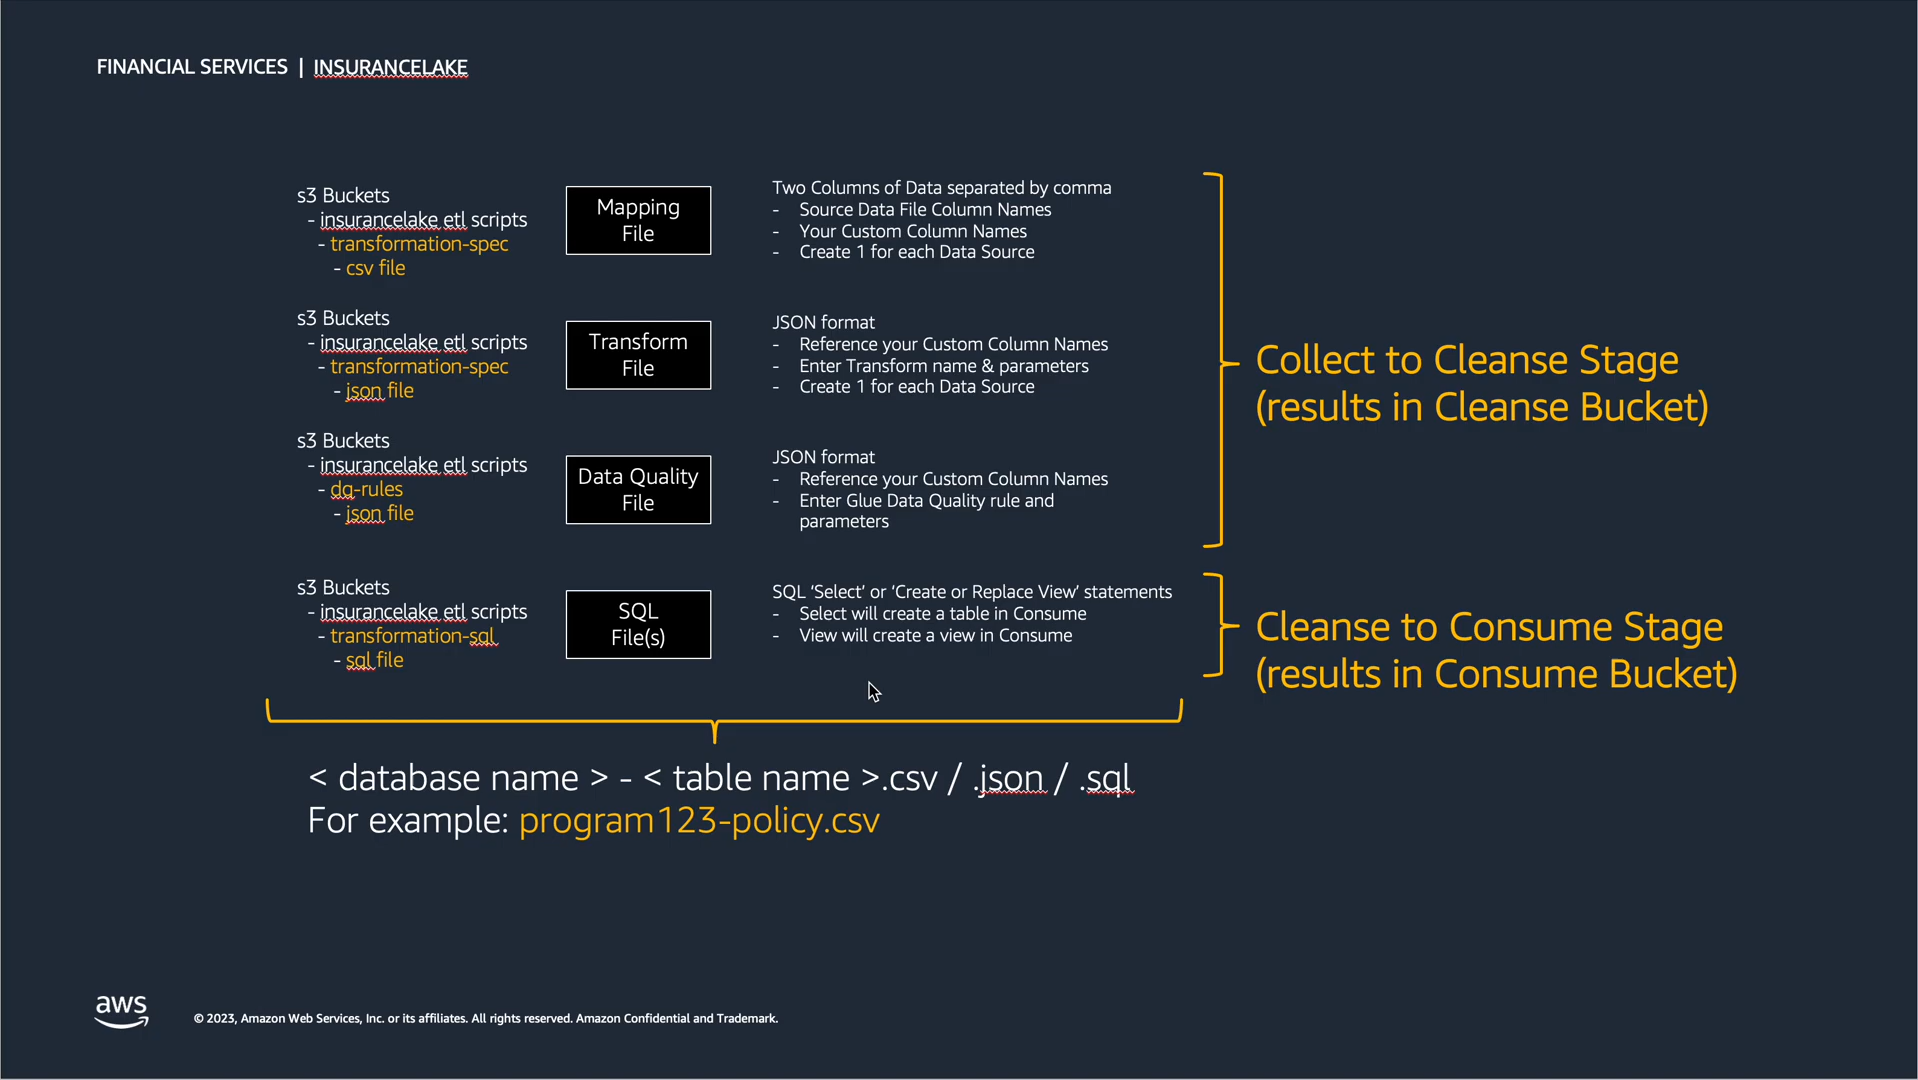 FINANCIAL SERVICES | INSURANCELAKE
s3 Buckets
- insurancelake etl scripts
- transformation-spec
- csv file
Mapping
File
Two Columns of Data separated by comma
- Source Data File Column Names
- Your Custom Column Names
- Create 1 for each Data Source
s3 Buckets
- insurancelake etl scripts
- transformation-spec
- json file
Transform
File
JSON format
- Reference your Custom Column Names
- Enter Transform name & parameters
- Create 1 for each Data Source
Collect to Cleanse Stage
(results in Cleanse Bucket)
s3 Buckets
- insurancelake etl scripts
- dq-rules
- json file
Data Quality
File
JSON format
- Reference your Custom Column Names
- Enter Glue Data Quality rule and
parameters
s3 Buckets
- insurancelake etl scripts
- transformation-sql
- sql file
SQL
File(s)
SQL ‘Select’ or ‘Create or Replace View’ statements
- Select will create a table in Consume
- View will create a view in Consume
Cleanse to Consume Stage
(results in Consume Bucket)
< database name > - < table name >.csv / .json / .sql
For example: program123-policy.csv
aws
© 2023, Amazon Web Services, Inc. or its affiliates. All rights reserved. Amazon Confidential and Trademark.